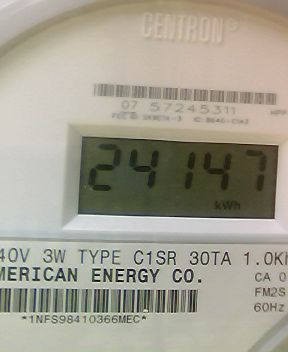 CENTRON®
07 57245311
24147
kWh
40V 3W TYPE C1SR 30TA 1.0Kh
MERICAN ENERGY CO.
CA 0
FM2S
60Hz
*1NFS98410366MEC*